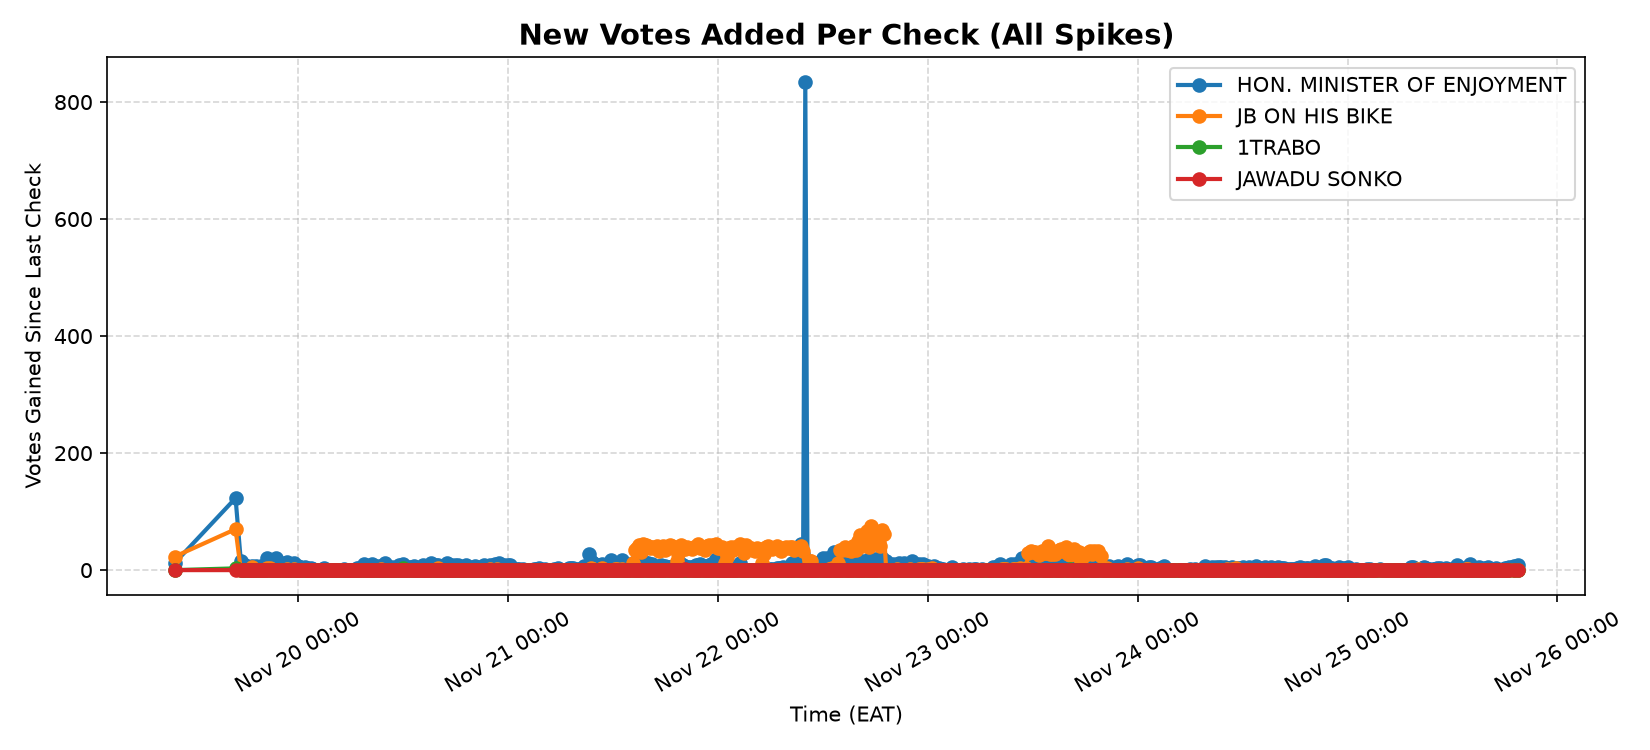 New Votes Added Per Check (All Spikes)
HON. MINISTER OF ENJOYMENT
JB ON HIS BIKE
1TRABO
JAWADU SONKO
Votes Gained Since Last Check
800
600
400
200
0
Nov 20 00:00
Nov 21 00:00
Nov 22 00:00
Nov 23 00:00
Nov 24 00:00
Nov 25 00:00
Nov 26 00:00
Time (EAT)